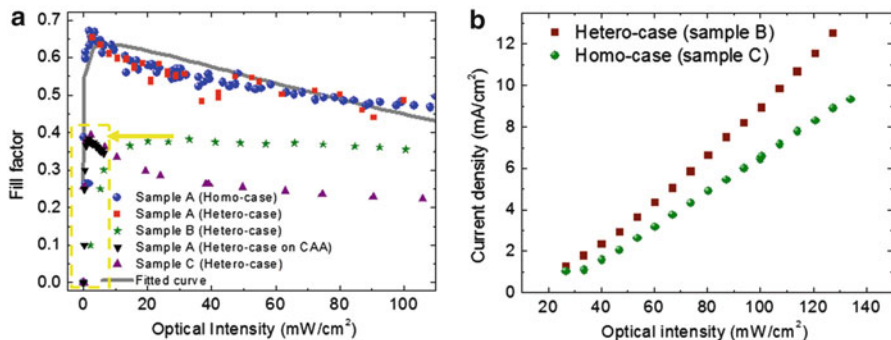 a
Fill factor
0.7
0.6
0.5
0.4
0.3
0.2
0.1
0.0
Sample A (Homo-case)
Sample A (Hetero-case)
Sample B (Hetero-case)
Sample A (Hetero-case on CAA)
Sample C (Hetero-case)
Fitted curve
0 20 40 60 80 100
Optical Intensity (mW/cm²)
b
Current density (mA/cm²)
12
10
8
6
4
2
0
Hetero-case (sample B)
Homo-case (sample C)
20 40 60 80 100 120 140
Optical intensity (mW/cm²)